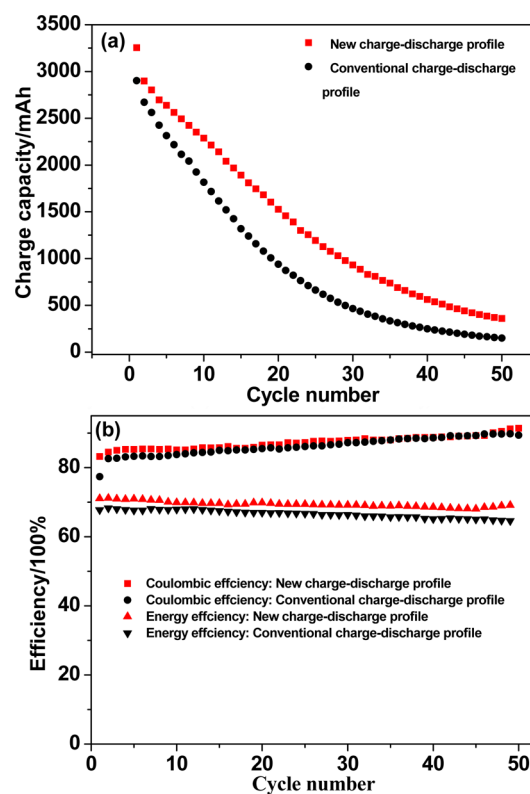 (a)
New charge-discharge profile
Conventional charge-discharge
profile
Charge capacity/mAh
3500
3000
2500
2000
1500
1000
500
0
0 10 20 30 40 50
Cycle number
(b)
Efficiency/100%
80
60
40
20
0
Coulombic effciency: New charge-discharge profile
Coulombic effciency: Conventional charge-discharge profile
Energy effciency: New charge-discharge profile
Energy effciency: Conventional charge-discharge profile
0 10 20 30 40 50
Cycle number